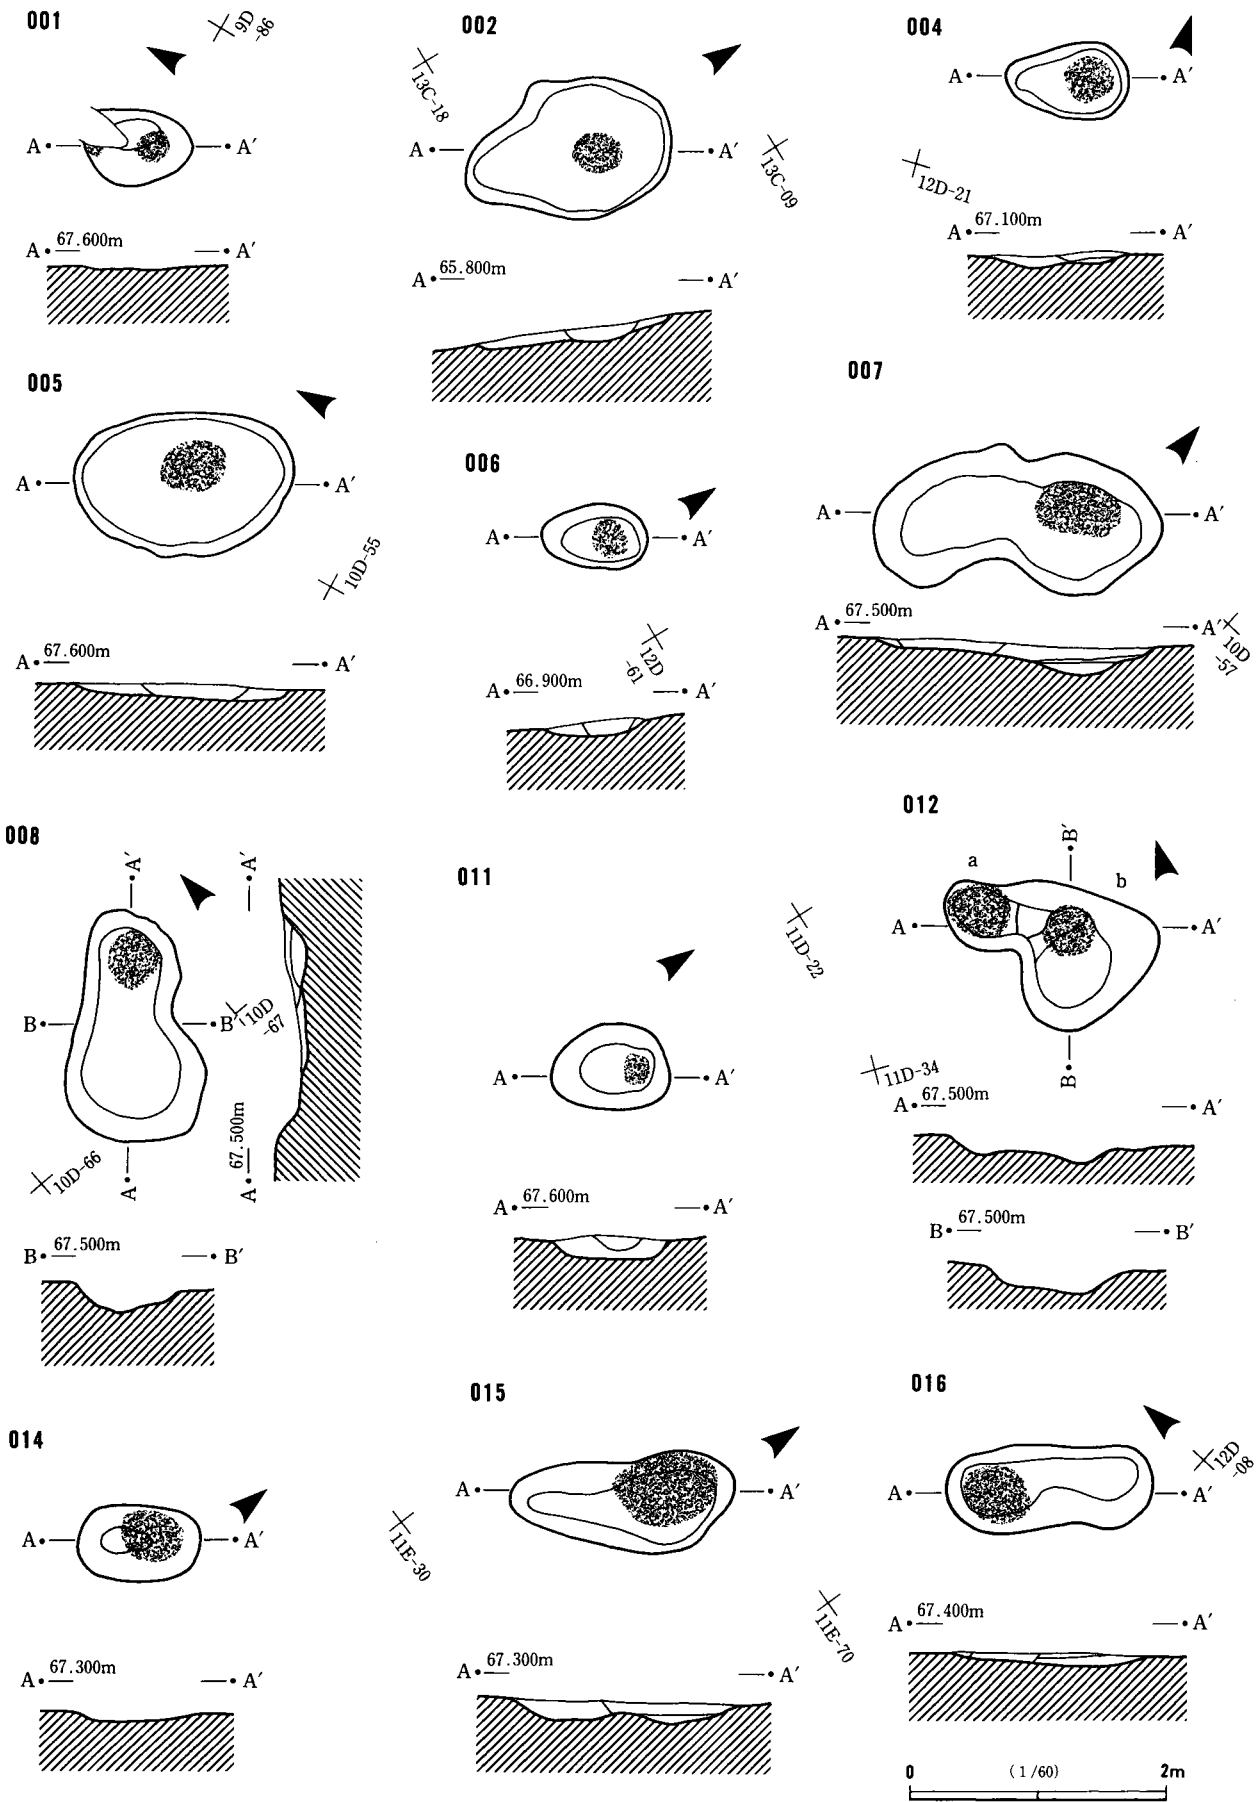 001
9D
-86
A A′
A 67.600m A′
002
13C-18
A A′
13C-09
A 65.800m A′
004
A A′
12D-21
67.100m
A A′
005
A A′
10D-55
A 67.600m A′
006
A A′
12D
-61
A 66.900m A′
007
A A′
A 67.500m A′
10D
-57
008
A′ A′
B B′
10D
-67
10D-66
A
67.500m
A
B 67.500m B′
011
11D-22
A A′
A 67.600m A′
012
B′
a
b
A A′
B
11D-34
A 67.500m A′
B 67.500m B′
014
A A′
A 67.300m A′
015
A A′
11E-30
11E-70
A 67.300m A′
016
12D
-08
A A′
A 67.400m A′
0 (1/60) 2m